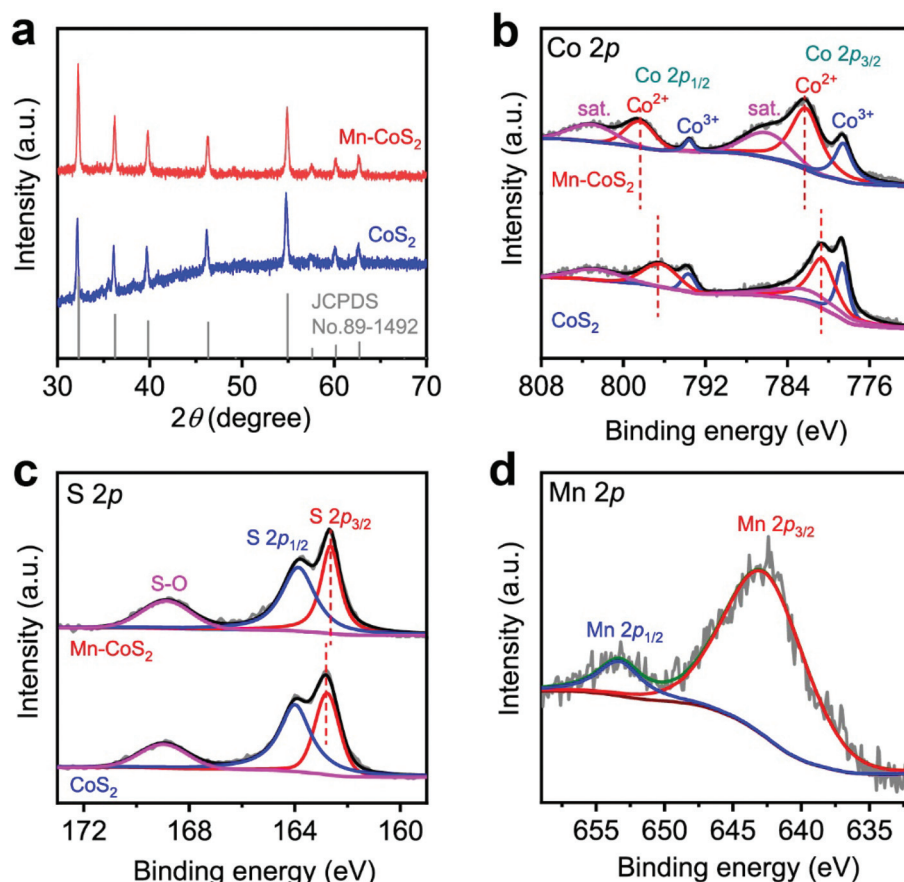 a
Mn-CoS₂
CoS₂
JCPDS
No.89-1492
Intensity (a.u.)
30 40 50 60 70
2θ (degree)
b
Co 2p
Co 2p₁/₂
Co 2p₃/₂
sat. Co²⁺ Co³⁺ sat. Co²⁺ Co³⁺
Mn-CoS₂
CoS₂
Intensity (a.u.)
808 800 792 784 776
Binding energy (eV)
c
S 2p
S 2p₃/₂
S 2p₁/₂
S-O
Mn-CoS₂
CoS₂
Intensity (a.u.)
172 168 164 160
Binding energy (eV)
d
Mn 2p
Mn 2p₃/₂
Mn 2p₁/₂
Intensity (a.u.)
655 650 645 640 635
Binding energy (eV)